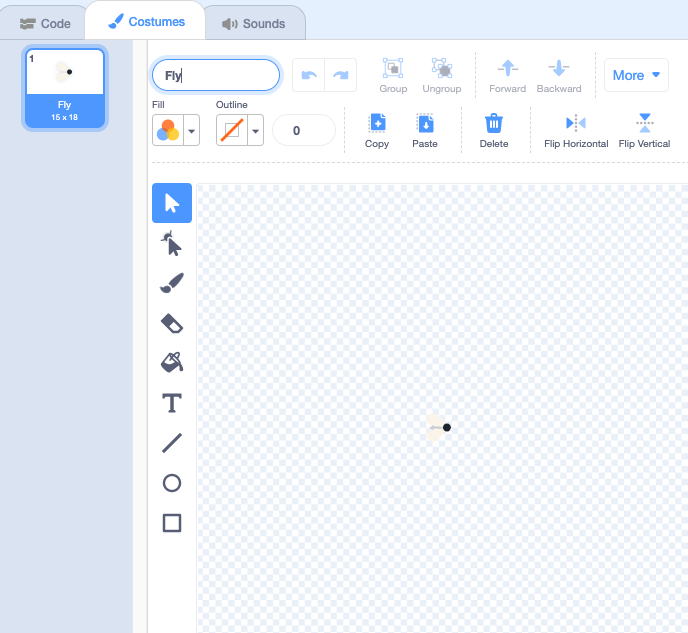 Code
Costumes
Sounds
1
Fly
15 x 18
Fly
Group
Ungroup
Forward
Backward
More
Fill
Outline
0
Copy
Paste
Delete
Flip Horizontal
Flip Vertical
T